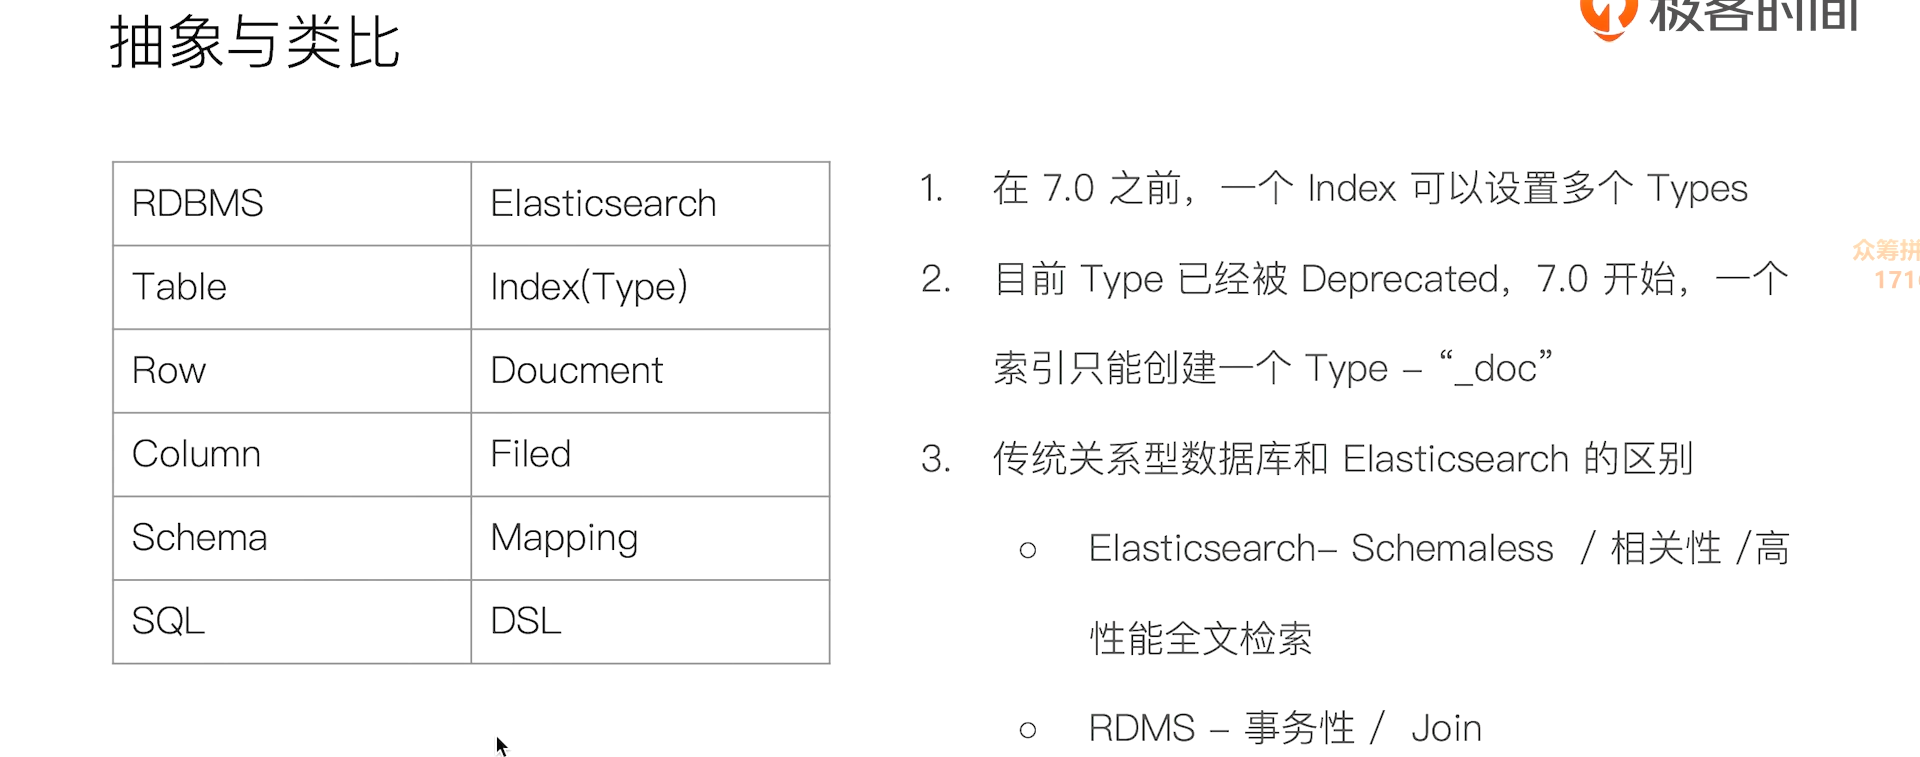 抽象与类比
极客时间
RDBMS Elasticsearch
Table Index(Type)
Row Doucment
Column Filed
Schema Mapping
SQL DSL
1. 在 7.0 之前，一个 Index 可以设置多个 Types
2. 目前 Type 已经被 Deprecated，7.0 开始，一个
索引只能创建一个 Type – “_doc”
3. 传统关系型数据库和 Elasticsearch 的区别
○ Elasticsearch– Schemaless / 相关性 /高
性能全文检索
○ RDMS – 事务性 / Join
众筹拼
171